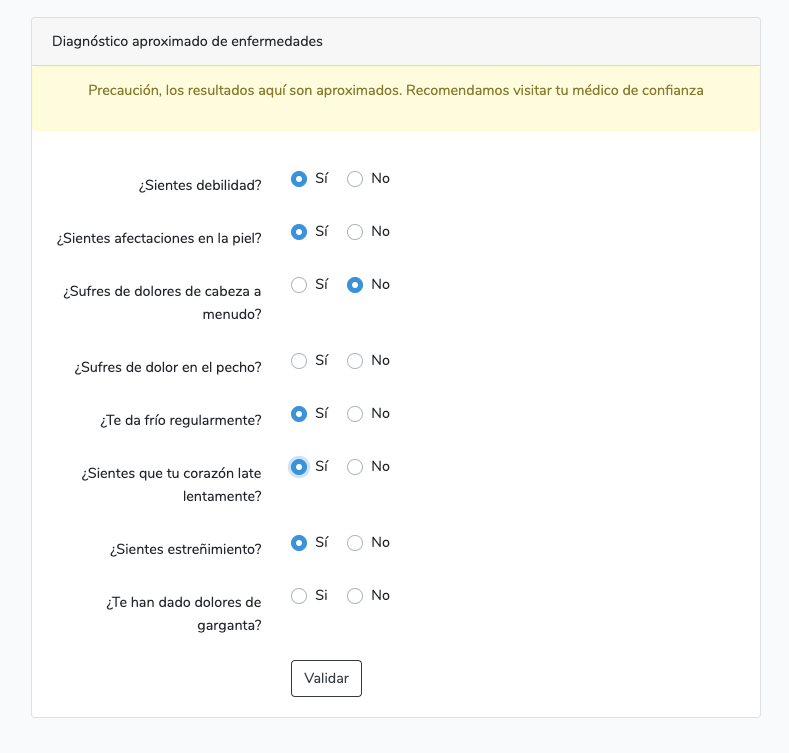 Diagnóstico aproximado de enfermedades
Precaución, los resultados aquí son aproximados. Recomendamos visitar tu médico de confianza
¿Sientes debilidad? Sí No
¿Sientes afectaciones en la piel? Sí No
¿Sufres de dolores de cabeza a Sí No
menudo?
¿Sufres de dolor en el pecho? Sí No
¿Te da frío regularmente? Sí No
¿Sientes que tu corazón late Sí No
lentamente?
¿Sientes estreñimiento? Sí No
¿Te han dado dolores de Si No
garganta?
Validar